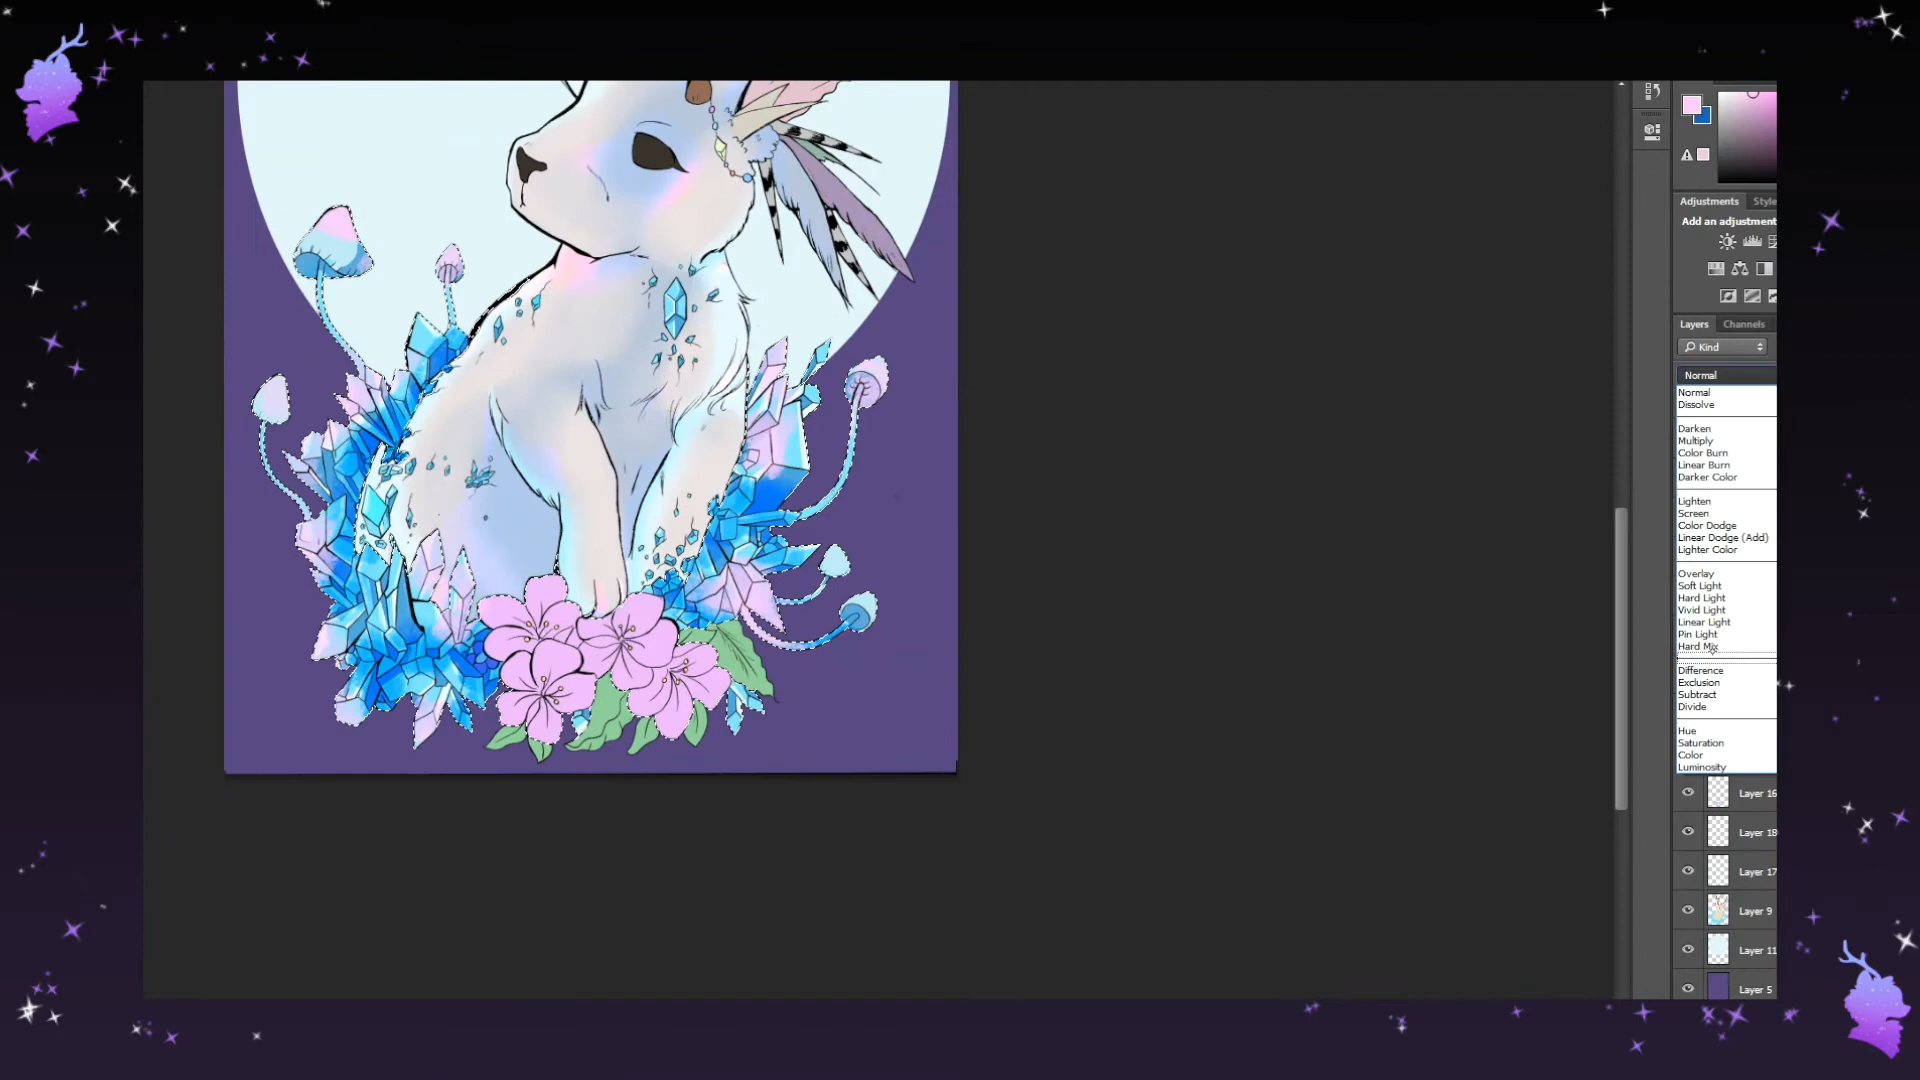 Adjustments
Style
Add an adjustment
Layers
Channels
Kind
Normal
Normal
Dissolve
Darken
Multiply
Color Burn
Linear Burn
Darker Color
Lighten
Screen
Color Dodge
Linear Dodge (Add)
Lighter Color
Overlay
Soft Light
Hard Light
Vivid Light
Linear Light
Pin Light
Hard Mix
Difference
Exclusion
Subtract
Divide
Hue
Saturation
Color
Luminosity
Layer 16
Layer 18
Layer 17
Layer 9
Layer 11
Layer 5